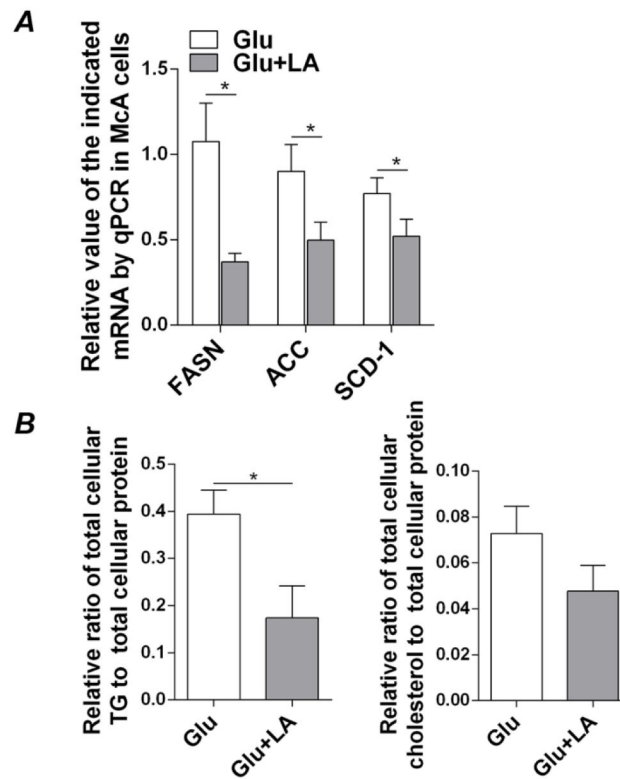 A
Glu
Glu+LA
Relative value of the indicated
mRNA by qPCR in McA cells
1.5
1.0
0.5
0.0
*
*
*
FASN
ACC
SCD-1
B
Relative ratio of total cellular
TG to total cellular protein
0.5
0.4
0.3
0.2
0.1
0.0
*
Glu
Glu+LA
Relative ratio of total cellular
cholesterol to total cellular protein
0.10
0.08
0.06
0.04
0.02
0.00
Glu
Glu+LA